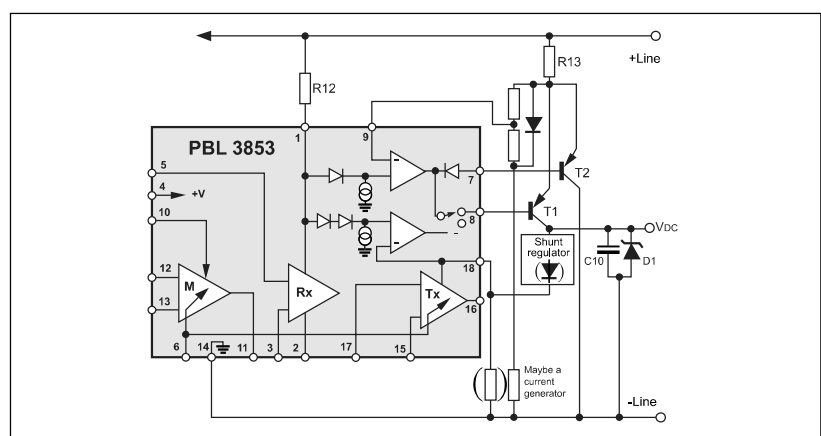 +Line
R13
R12
PBL 3853
1
9
5
4
+V
10
7
T2
8
T1
VDC
Shunt
regulator
C10
D1
18
12
M
Rx
Tx
13
16
6
14
11
3
2
17
15
Maybe a
current
generator
-Line